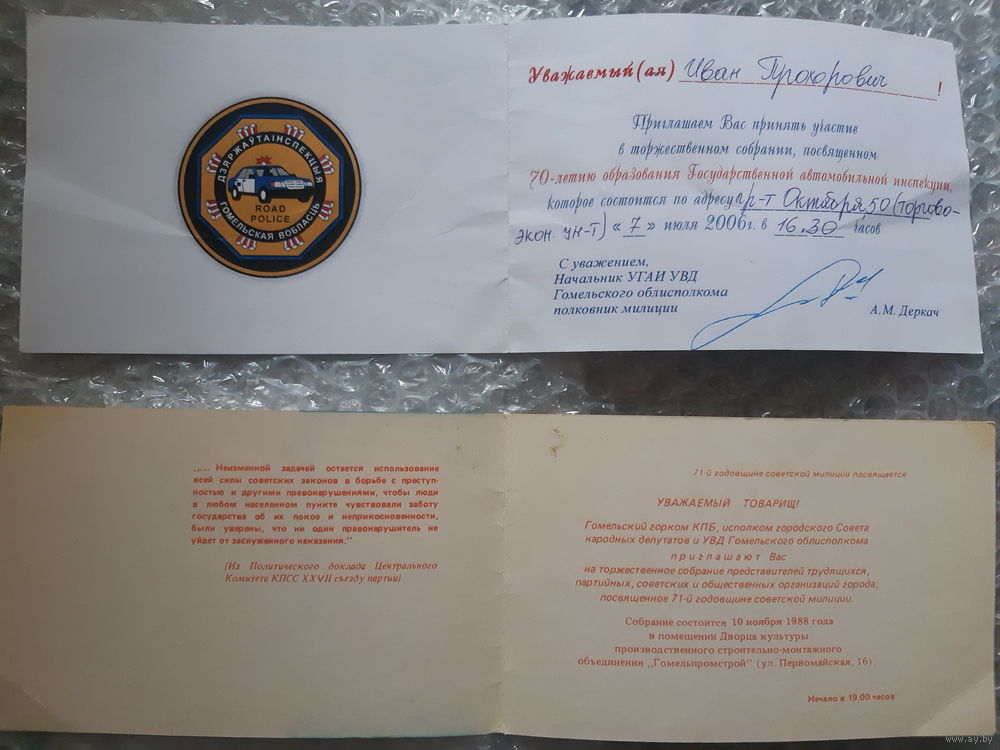 ДЗЯРЖАЎТАІНСПЕКЦЫЯ
ROAD
POLICE
ГОМЕЛЬСКАЯ ВОБЛАСЦЬ
Уважаемый(ая) Иван Прохорович !
Приглашаем Вас принять участие
в торжественном собрании, посвященном
70-летию образования Государственной автомобильной инспекции,
которое состоится по адресу пр-т Октября, 50 (торгово-
экон. ун-т) « 7 » июля 2006г. в 16.30 часов
С уважением,
Начальник УГАИ УВД
Гомельского облисполкома
полковник милиции
А.М. Деркач
„... Неизменной задачей остается использование
всей силы советских законов в борьбе с преступ-
ностью и другими правонарушениями, чтобы люди
в любом населенном пункте чувствовали заботу
государства об их покое и неприкосновенности,
были уверены, что ни один правонарушитель не
уйдет от заслуженного наказания.”
(Из Политического доклада Центрального
Комитета КПСС XXVII съезду партии)
71-й годовщине советской милиции посвящается
УВАЖАЕМЫЙ ТОВАРИЩ!
Гомельский горком КПБ, исполком городского Совета
народных депутатов и УВД Гомельского облисполкома
приглашают Вас
на торжественное собрание представителей трудящихся,
партийных, советских и общественных организаций города,
посвященное 71-й годовщине советской милиции.
Собрание состоится 10 ноября 1988 года
в помещении Дворца культуры
производственного строительно-монтажного
объединения „Гомельпромстрой” (ул. Первомайская, 16).
Начало в 19.00 часов
www.ay.by